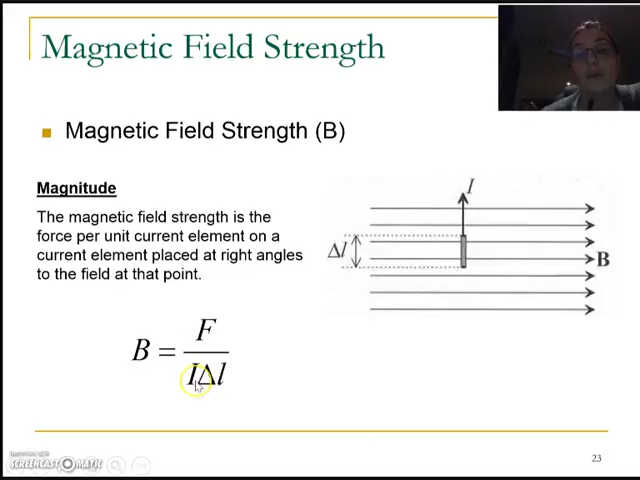 Magnetic Field Strength
Magnetic Field Strength (B)
Magnitude
The magnetic field strength is the
force per unit current element on a
current element placed at right angles
to the field at that point.
B = F / IΔl
I
Δl
B
23
SCREENCAST-O-MATIC